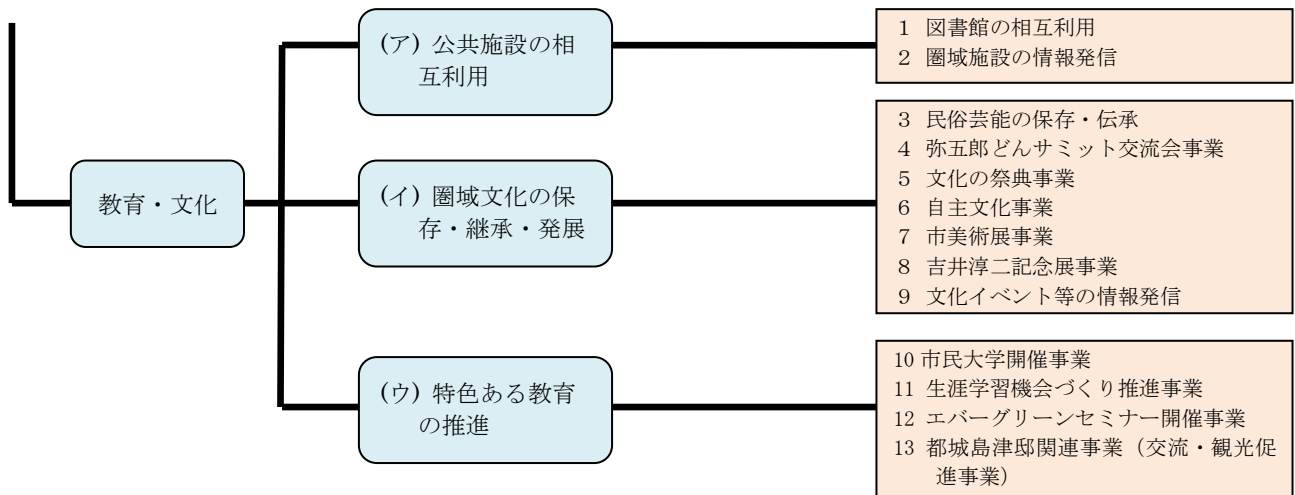 教育・文化
(ア) 公共施設の相
互利用
１ 図書館の相互利用
２ 圏域施設の情報発信
(イ) 圏域文化の保
存・継承・発展
３ 民俗芸能の保存・伝承
４ 弥五郎どんサミット交流会事業
５ 文化の祭典事業
６ 自主文化事業
７ 市美術展事業
８ 吉井淳二記念展事業
９ 文化イベント等の情報発信
(ウ) 特色ある教育
の推進
10 市民大学開催事業
11 生涯学習機会づくり推進事業
12 エバーグリーンセミナー開催事業
13 都城島津邸関連事業（交流・観光促
進事業）